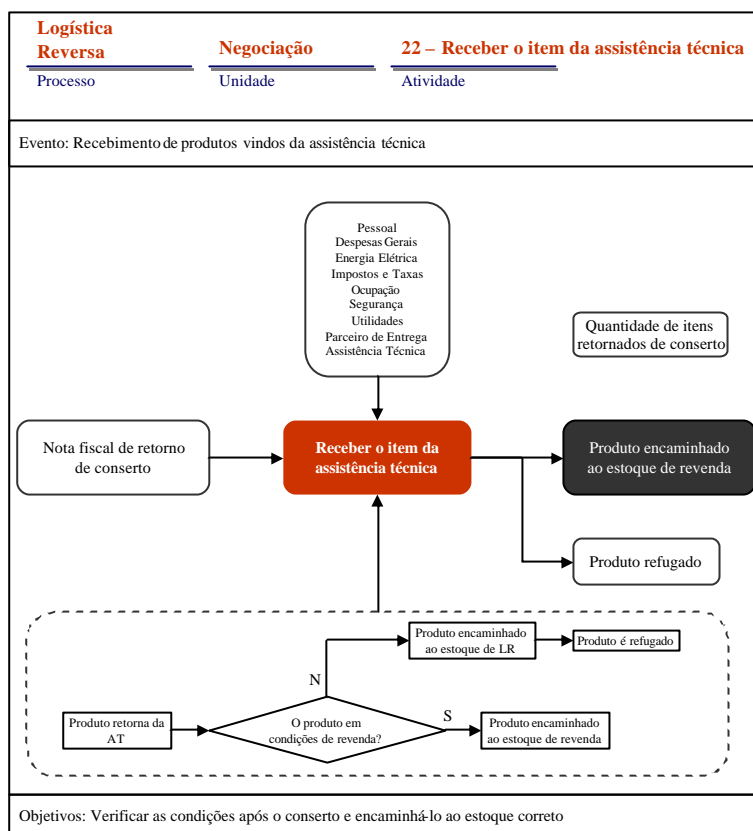 Logística
Reversa
Negociação
22 – Receber o item da assistência técnica
Processo
Unidade
Atividade
Evento: Recebimento de produtos vindos da assistência técnica
Pessoal
Despesas Gerais
Energia Elétrica
Impostos e Taxas
Ocupação
Segurança
Utilidades
Parceiro de Entrega
Assistência Técnica
Quantidade de itens
retornados de conserto
Nota fiscal de retorno
de conserto
Receber o item da
assistência técnica
Produto encaminhado
ao estoque de revenda
Produto refugado
Produto encaminhado
ao estoque de LR
Produto é refugado
N
Produto retorna da
AT
O produto em
condições de revenda?
S
Produto encaminhado
ao estoque de revenda
Objetivos: Verificar as condições após o conserto e encaminhá-lo ao estoque correto